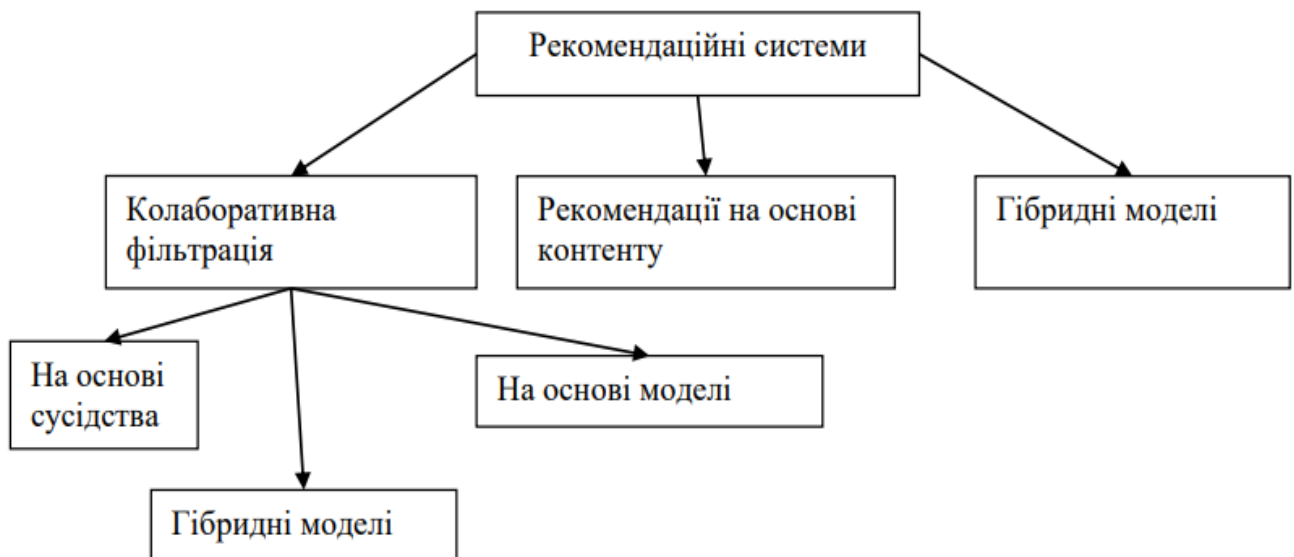 Рекомендаційні системи
Колаборативна
фільтрація
Рекомендації на основі
контенту
Гібридні моделі
На основі
сусідства
На основі моделі
Гібридні моделі